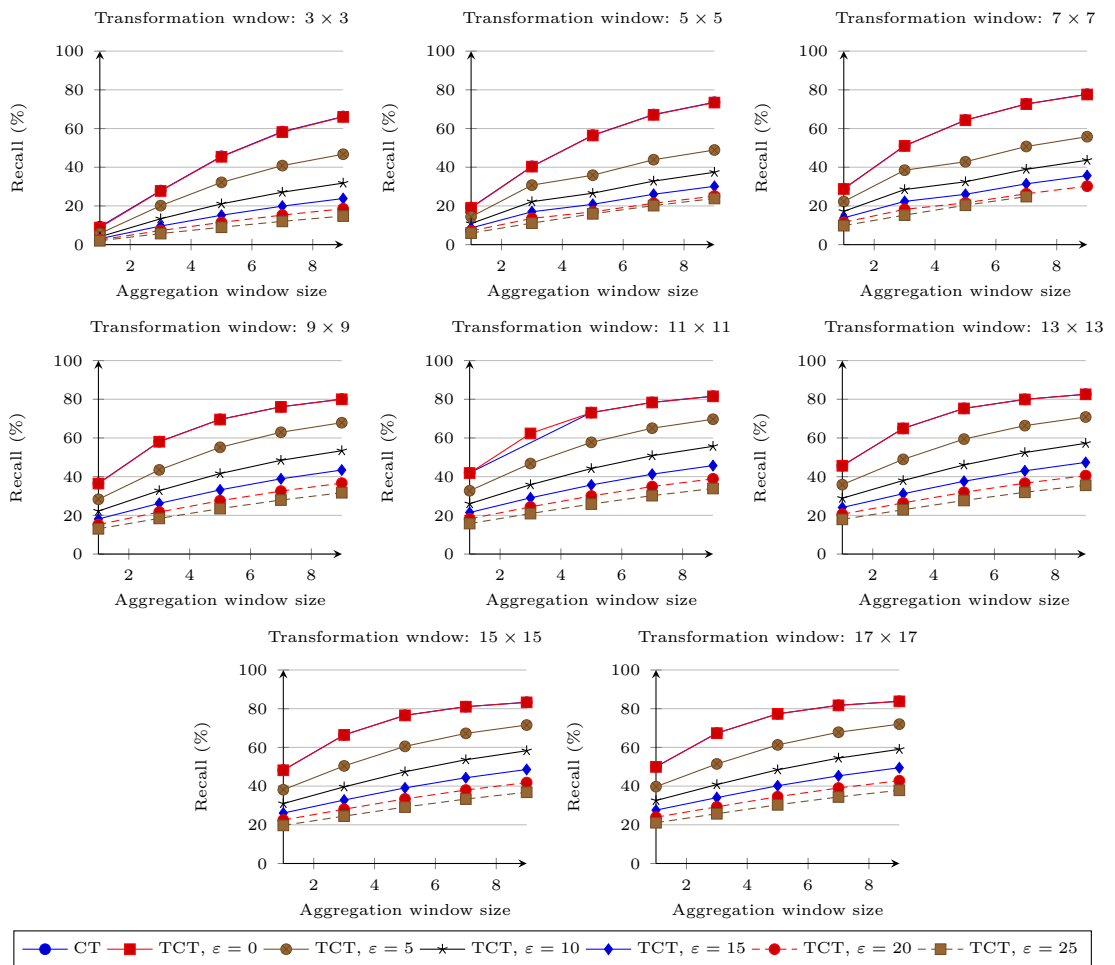 Transformation window: 3 × 3
Transformation window: 5 × 5
Transformation window: 7 × 7
100
80
60
40
20
0
2 4 6 8
Recall (%)
Aggregation window size
100
80
60
40
20
0
2 4 6 8
Recall (%)
Aggregation window size
100
80
60
40
20
0
2 4 6 8
Recall (%)
Aggregation window size
Transformation window: 9 × 9
Transformation window: 11 × 11
Transformation window: 13 × 13
100
80
60
40
20
0
2 4 6 8
Recall (%)
Aggregation window size
100
80
60
40
20
0
2 4 6 8
Recall (%)
Aggregation window size
100
80
60
40
20
0
2 4 6 8
Recall (%)
Aggregation window size
Transformation wndow: 15 × 15
Transformation window: 17 × 17
100
80
60
40
20
0
2 4 6 8
Recall (%)
Aggregation window size
100
80
60
40
20
0
2 4 6 8
Recall (%)
Aggregation window size
CT TCT, ε = 0 TCT, ε = 5 TCT, ε = 10 TCT, ε = 15 TCT, ε = 20 TCT, ε = 25